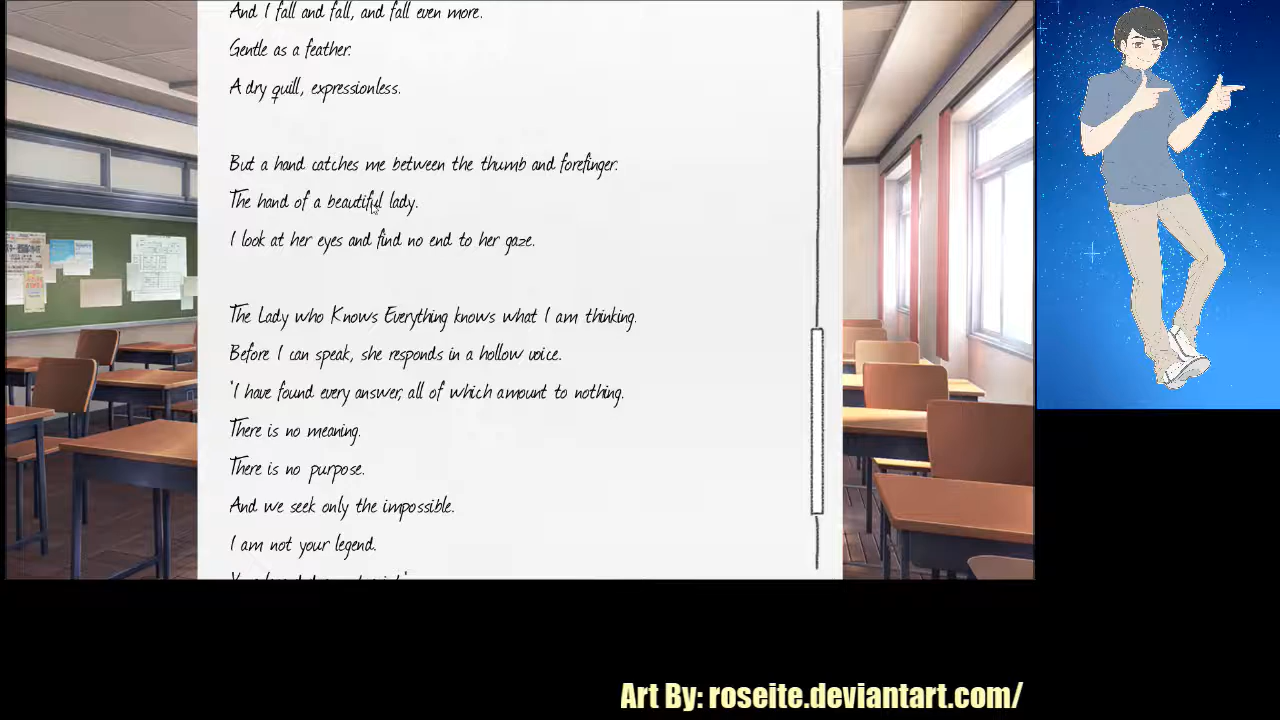 And I fall and fall, and fall even more.
Gentle as a feather.
A dry quill, expressionless.
But a hand catches me between the thumb and forefinger.
The hand of a beautiful lady.
I look at her eyes and find no end to her gaze.
The Lady who Knows Everything knows what I am thinking.
Before I can speak, she responds in a hollow voice.
'I have found every answer, all of which amount to nothing.
There is no meaning.
There is no purpose.
And we seek only the impossible.
I am not your legend.
Art By: roseite.deviantart.com/